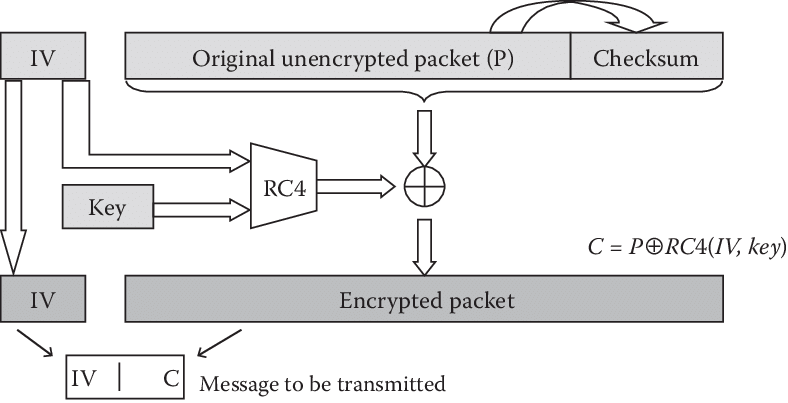 IV
Original unencrypted packet (P)
Checksum
RC4
Key
C = P⊕RC4(IV, key)
IV
Encrypted packet
IV | C
Message to be transmitted